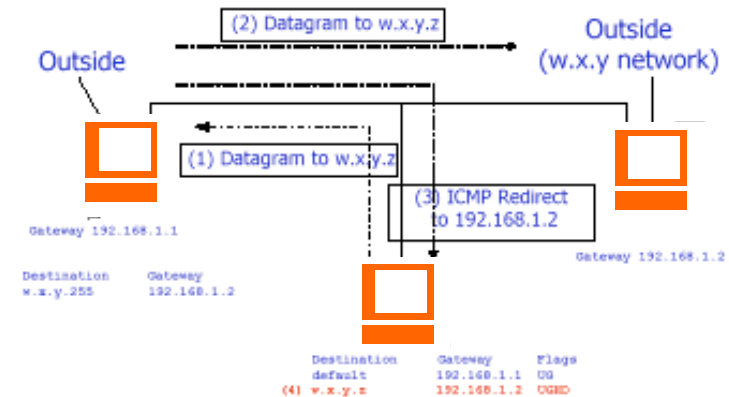 (2) Datagram to w.x.y.z
Outside
Outside
(w.x.y network)
(1) Datagram to w.x.y.z
(3) ICMP Redirect
to 192.168.1.2
Gateway 192.168.1.1
Gateway 192.168.1.2
Destination Gateway
w.x.y.255 192.168.1.2
Destination Gateway Flags
default 192.168.1.1 UG
(4) w.x.y.z 192.168.1.2 UGHD